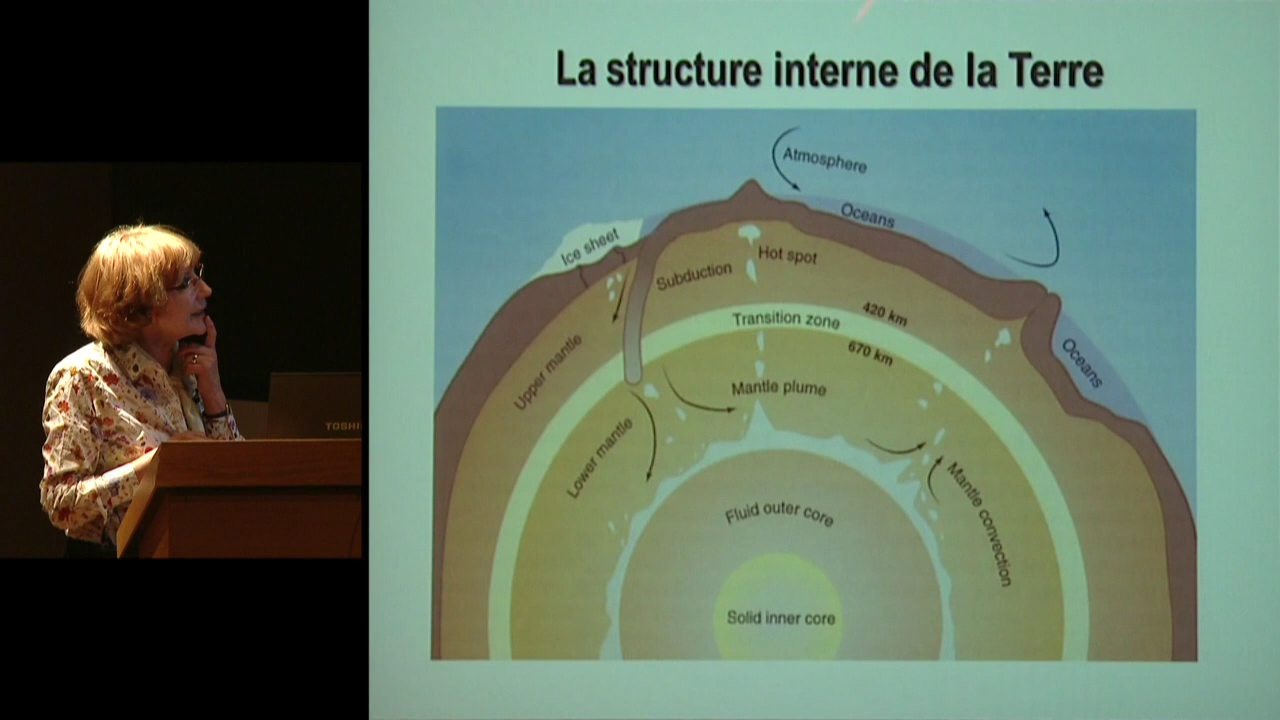 La structure interne de la Terre
Atmosphere
Oceans
Ice sheet
Hot spot
Subduction
420 km
Transition zone
670 km
Upper mantle
Oceans
Mantle plume
Lower mantle
Mantle convection
Fluid outer core
Solid inner core